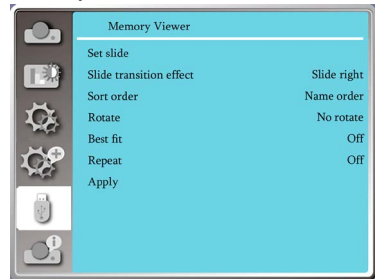 Memory Viewer
Set slide
Slide transition effect Slide right
Sort order Name order
Rotate No rotate
Best fit Off
Repeat Off
Apply